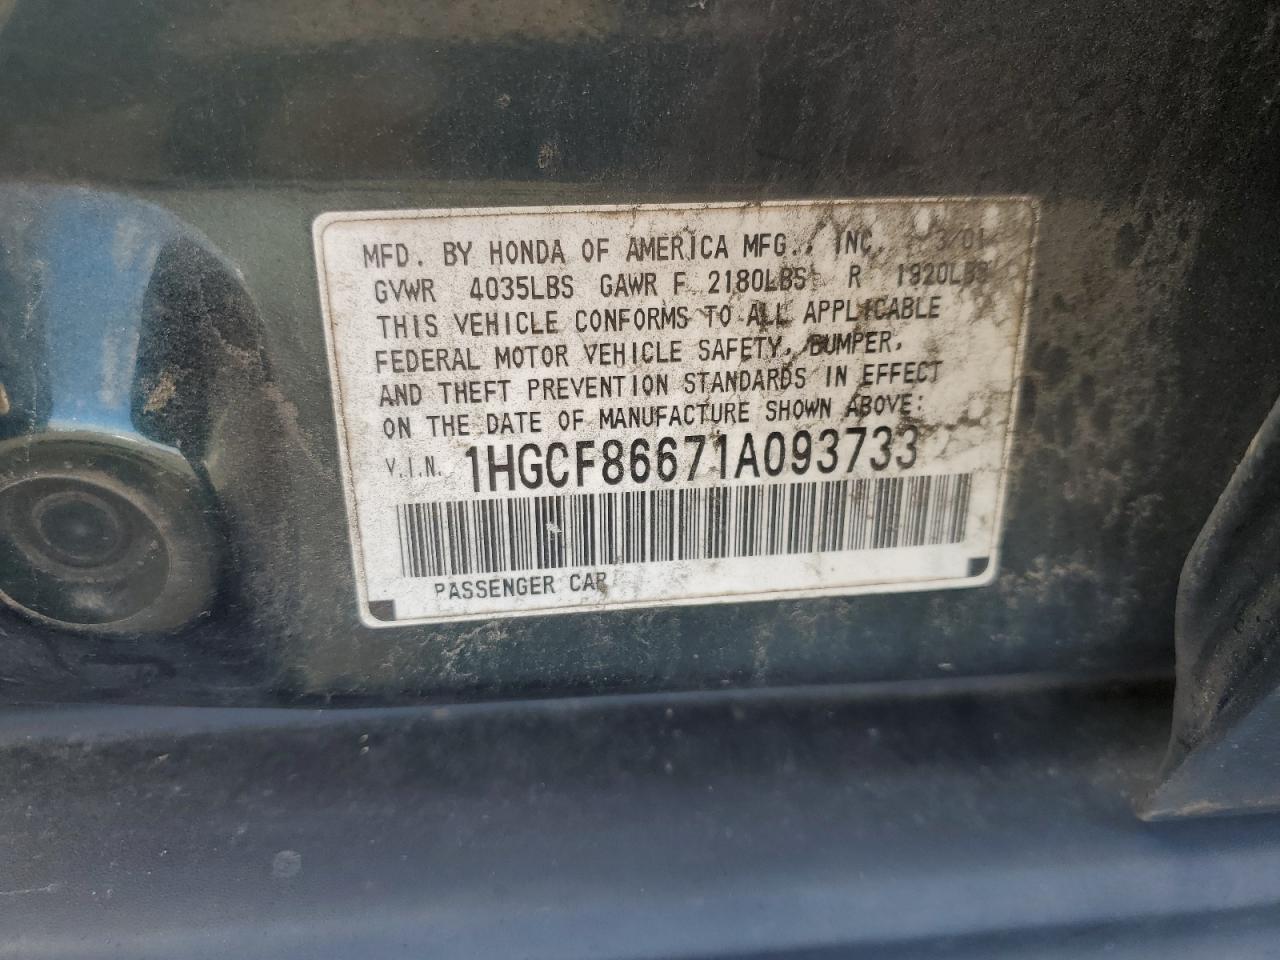 MFD. BY HONDA OF AMERICA MFG., INC. 3/01
GVWR 4035LBS GAWR F 2180LBS R 1920LBS
THIS VEHICLE CONFORMS TO ALL APPLICABLE
FEDERAL MOTOR VEHICLE SAFETY, BUMPER,
AND THEFT PREVENTION STANDARDS IN EFFECT
ON THE DATE OF MANUFACTURE SHOWN ABOVE:
V.I.N. 1HGCF86671A093733
PASSENGER CAR